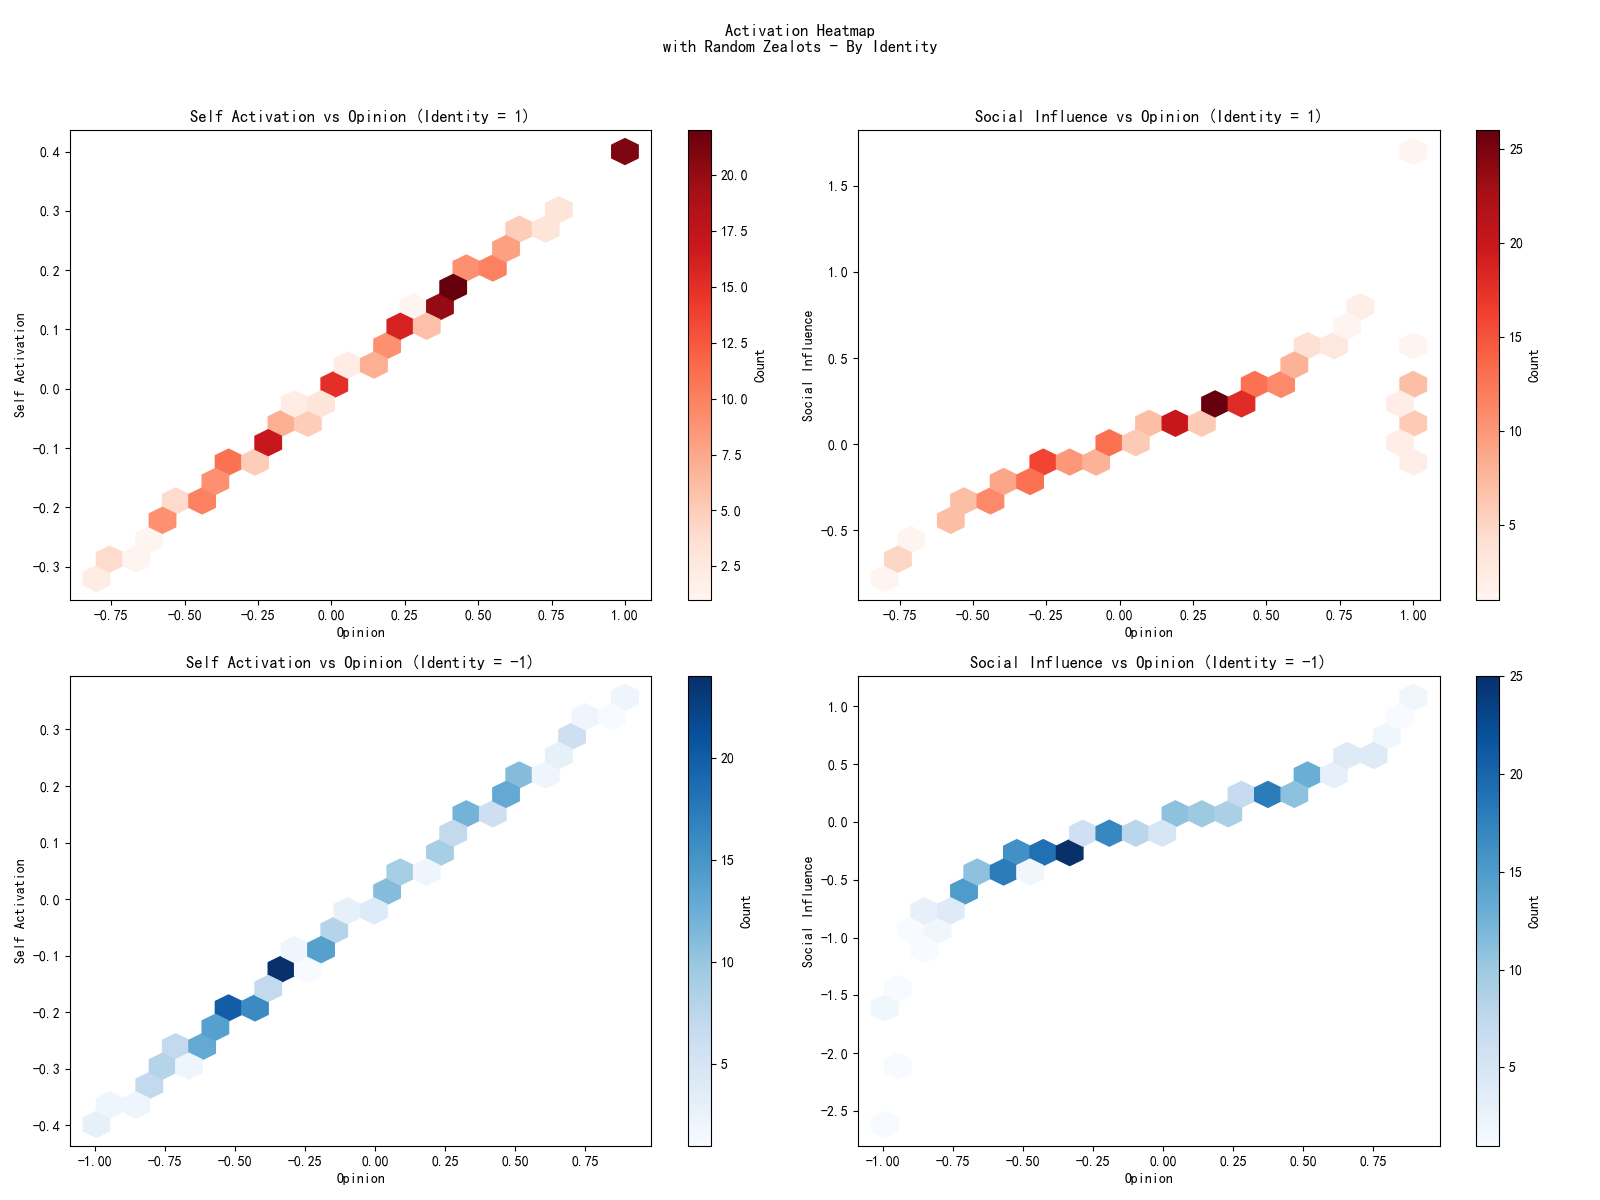 Activation Heatmap
with Random Zealots - By Identity
Self Activation vs Opinion (Identity = 1)
0.4
0.3
0.2
0.1
0.0
−0.1
−0.2
−0.3
Self Activation
−0.75 −0.50 −0.25 0.00 0.25 0.50 0.75 1.00
Opinion
20.0
17.5
15.0
12.5
10.0
7.5
5.0
2.5
Count
Social Influence vs Opinion (Identity = 1)
1.5
1.0
0.5
0.0
−0.5
Social Influence
−0.75 −0.50 −0.25 0.00 0.25 0.50 0.75 1.00
Opinion
25
20
15
10
5
Count
Self Activation vs Opinion (Identity = −1)
0.3
0.2
0.1
0.0
−0.1
−0.2
−0.3
−0.4
Self Activation
−1.00 −0.75 −0.50 −0.25 0.00 0.25 0.50 0.75
Opinion
20
15
10
5
Count
Social Influence vs Opinion (Identity = −1)
1.0
0.5
0.0
−0.5
−1.0
−1.5
−2.0
−2.5
Social Influence
−1.00 −0.75 −0.50 −0.25 0.00 0.25 0.50 0.75
Opinion
25
20
15
10
5
Count